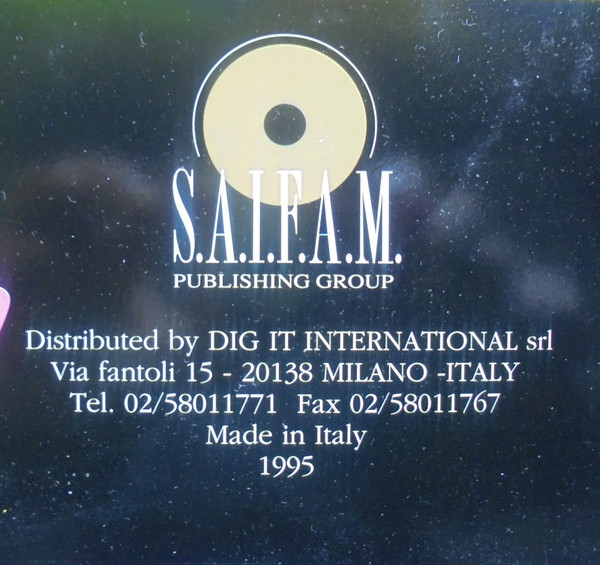 S.A.I.F.A.M.
PUBLISHING GROUP
Distributed by DIG IT INTERNATIONAL srl
Via fantoli 15 - 20138 MILANO -ITALY
Tel. 02/58011771 Fax 02/58011767
Made in Italy
1995